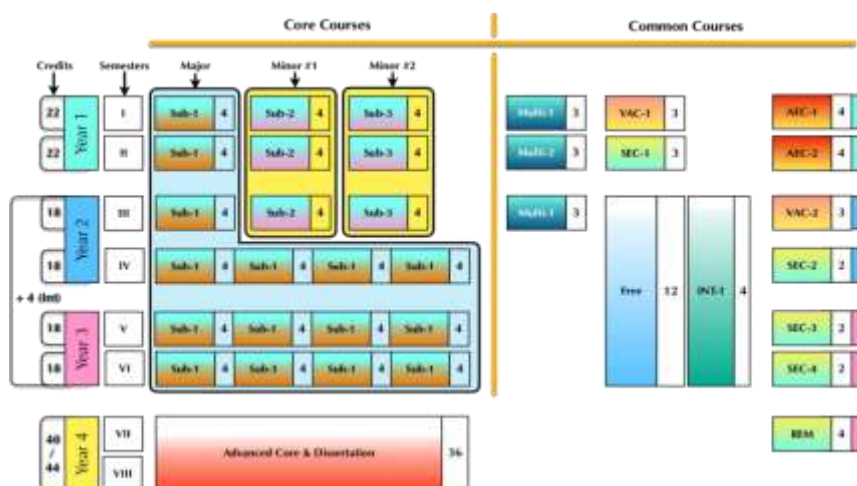 Core Courses Common Courses
Credits Semesters Major Minor #1 Minor #2
22 Year 1 I Sub-1 4 Sub-2 4 Sub-3 4 Multi-1 3 VAC-1 3 AEC-1 4
22 II Sub-1 4 Sub-2 4 Sub-3 4 Multi-2 3 SEC-1 3 AEC-2 4
18 Year 2 III Sub-1 4 Sub-2 4 Sub-3 4 Multi-1 3 VAC-2 3
18 IV Sub-1 4 Sub-1 4 Sub-1 4 Sub-1 4 Free 12 INT-1 4 SEC-2 2
+ 4 (Int)
18 Year 3 V Sub-1 4 Sub-1 4 Sub-1 4 Sub-1 4 SEC-3 2
18 VI Sub-1 4 Sub-1 4 Sub-1 4 Sub-1 4 SEC-4 2
40 / 44 Year 4 VII Advanced Core & Dissertation 36 REM 4
VIII